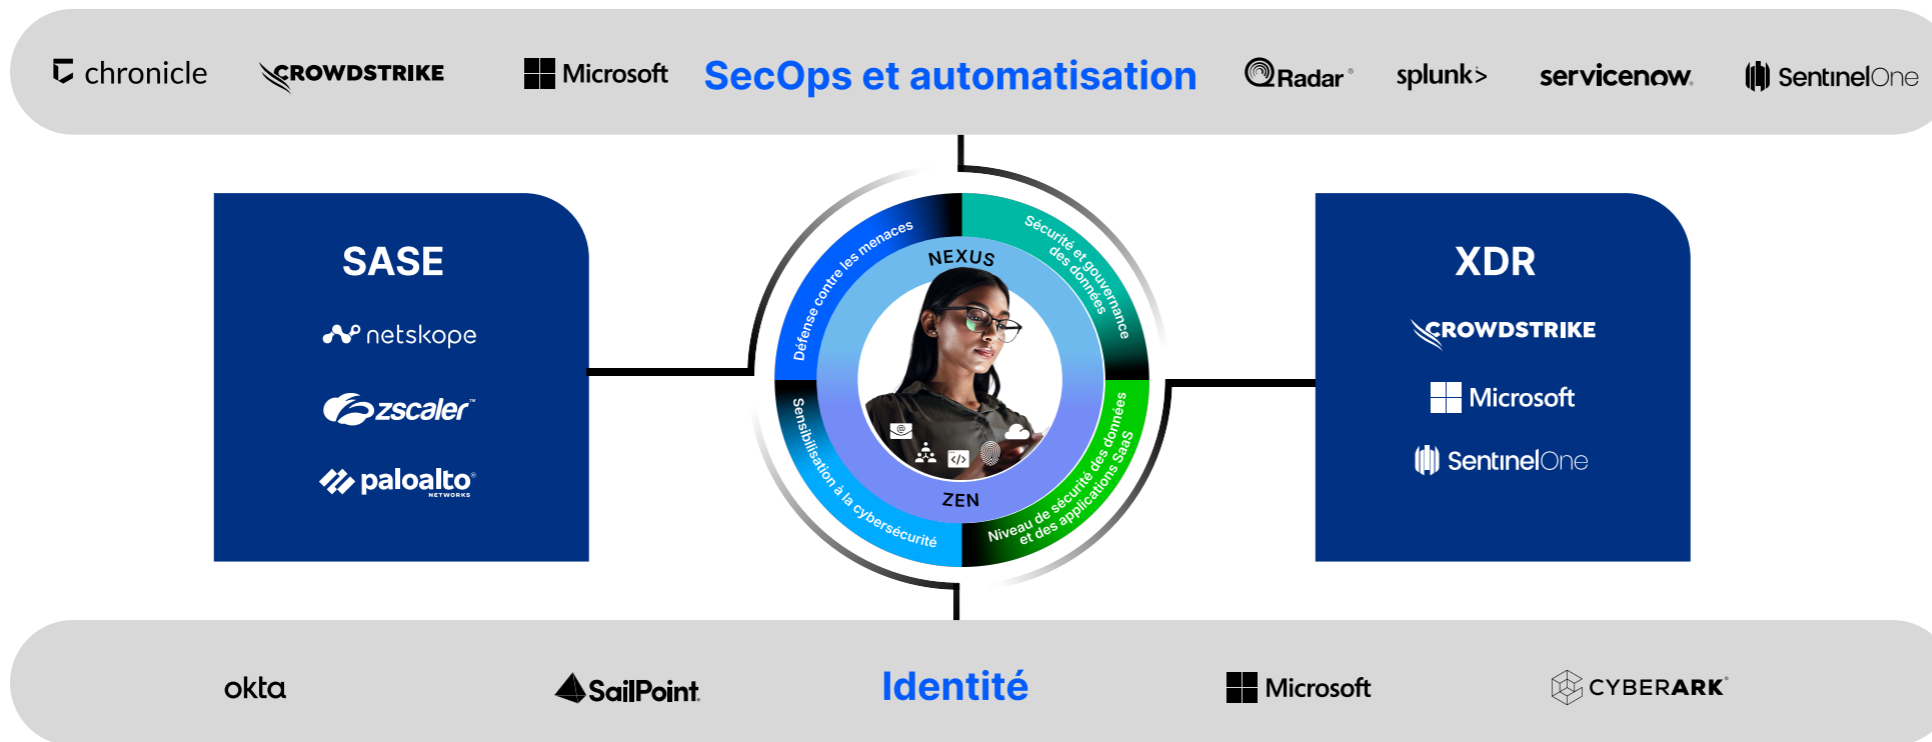 chronicle
CROWDSTRIKE
Microsoft
SecOps et automatisation
QRadar
splunk>
servicenow
SentinelOne
SASE
netskope
zscaler™
paloalto®
NETWORKS
Défense contre les menaces
Sécurité et gouvernance
des données
NEXUS
ZEN
Sensibilisation à la cybersécurité
Niveau de sécurité des données
et des applications SaaS
XDR
CROWDSTRIKE
Microsoft
SentinelOne
okta
SailPoint
Identité
Microsoft
CYBERARK®